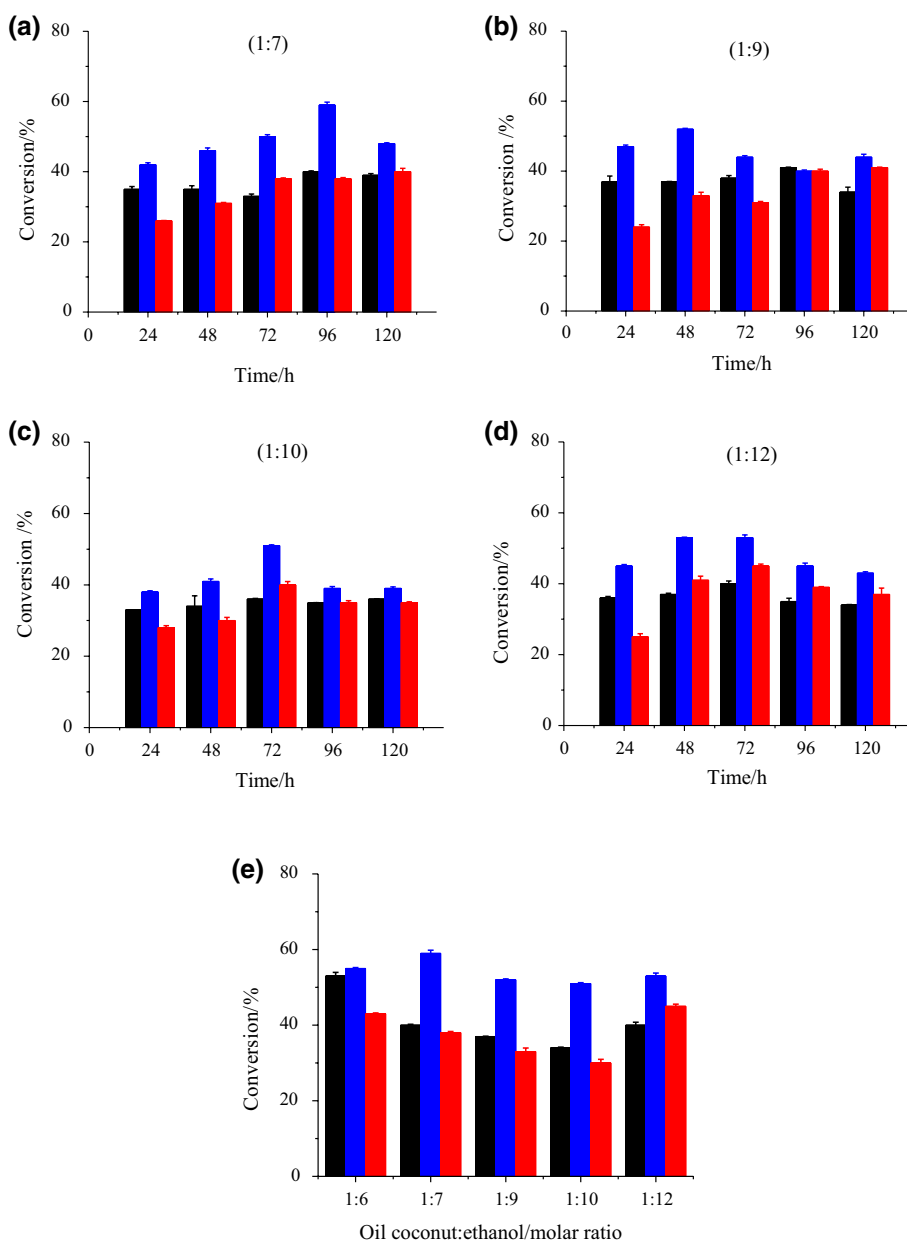 (a)
(1:7)
80
60
40
20
0
Conversion/%
0 24 48 72 96 120
Time/h
(b)
(1:9)
80
60
40
20
0
Conversion /%
0 24 48 72 96 120
Time/h
(c)
(1:10)
80
60
40
20
0
Conversion /%
0 24 48 72 96 120
Time/h
(d)
(1:12)
80
60
40
20
0
Conversion/%
0 24 48 72 96 120
Time/h
(e)
80
60
40
20
0
Conversion/%
1:6 1:7 1:9 1:10 1:12
Oil coconut:ethanol/molar ratio